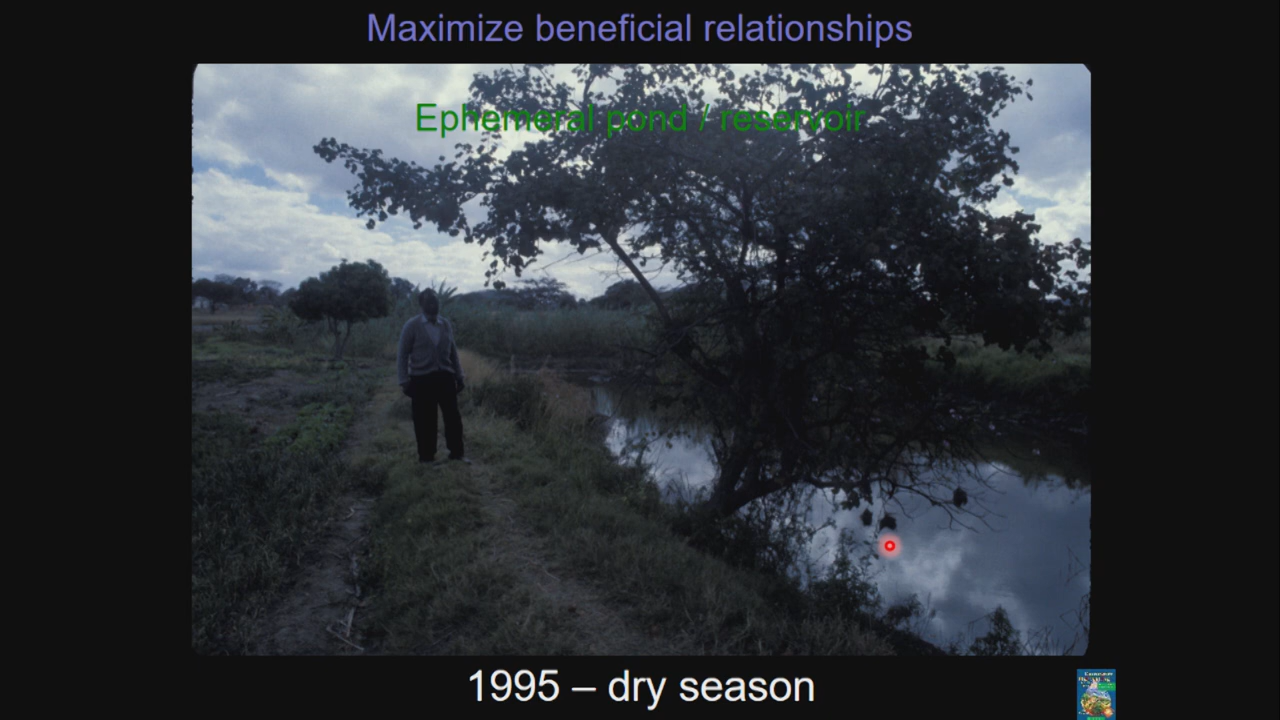 Maximize beneficial relationships
Ephemeral pond / reservoir
1995 – dry season